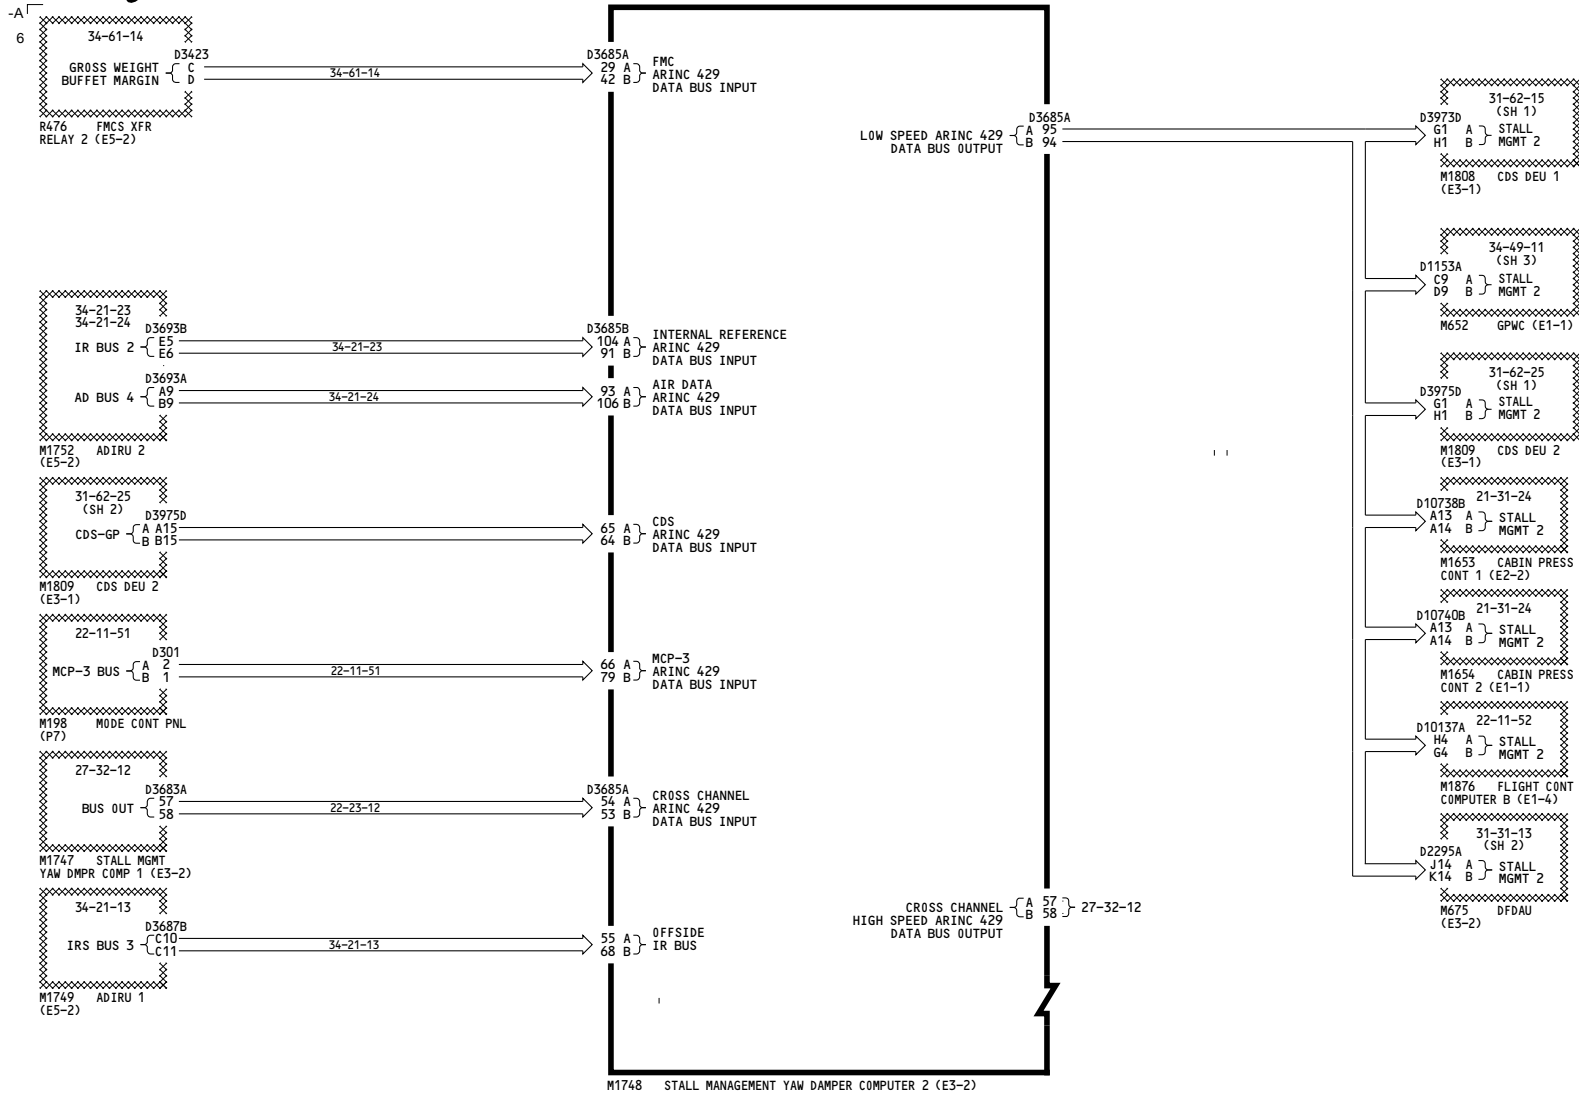 -A
6
34-61-14
D3423
GROSS WEIGHT
BUFFET MARGIN
C
D
R476 FMCS XFR
RELAY 2 (E5-2)
34-61-14
D3685A
29 A
42 B
FMC
ARINC 429
DATA BUS INPUT
34-21-23
34-21-24
D3693B
IR BUS 2
E5
E6
D3693A
AD BUS 4
A9
B9
M1752 ADIRU 2
(E5-2)
34-21-23
D3685B
104 A
91 B
INTERNAL REFERENCE
ARINC 429
DATA BUS INPUT
34-21-24
93 A
106 B
AIR DATA
ARINC 429
DATA BUS INPUT
31-62-25
(SH 2)
D3975D
CDS-GP
A A15
B B15
M1809 CDS DEU 2
(E3-1)
65 A
64 B
CDS
ARINC 429
DATA BUS INPUT
22-11-51
D301
MCP-3 BUS
A 2
B 1
M198 MODE CONT PNL
(P7)
22-11-51
66 A
79 B
MCP-3
ARINC 429
DATA BUS INPUT
27-32-12
D3683A
BUS OUT
57
58
M1747 STALL MGMT
YAW DMPR COMP 1 (E3-2)
22-23-12
D3685A
54 A
53 B
CROSS CHANNEL
ARINC 429
DATA BUS INPUT
34-21-13
D3687B
IRS BUS 3
C10
C11
M1749 ADIRU 1
(E5-2)
34-21-13
55 A
68 B
OFFSIDE
IR BUS
D3685A
LOW SPEED ARINC 429
DATA BUS OUTPUT
A 95
B 94
CROSS CHANNEL
HIGH SPEED ARINC 429
DATA BUS OUTPUT
A 57
B 58
27-32-12
M1748 STALL MANAGEMENT YAW DAMPER COMPUTER 2 (E3-2)
31-62-15
(SH 1)
D3973D
G1 A
H1 B
STALL
MGMT 2
M1808 CDS DEU 1
(E3-1)
34-49-11
(SH 3)
D1153A
C9 A
D9 B
STALL
MGMT 2
M652 GPWC (E1-1)
31-62-25
(SH 1)
D3975D
G1 A
H1 B
STALL
MGMT 2
M1809 CDS DEU 2
(E3-1)
D10738B
21-31-24
A13 A
A14 B
STALL
MGMT 2
M1653 CABIN PRESS
CONT 1 (E2-2)
D10740B
21-31-24
A13 A
A14 B
STALL
MGMT 2
M1654 CABIN PRESS
CONT 2 (E1-1)
D10137A
22-11-52
H4 A
G4 B
STALL
MGMT 2
M1876 FLIGHT CONT
COMPUTER B (E1-4)
31-31-13
(SH 2)
D2295A
J14 A
K14 B
STALL
MGMT 2
M675 DFDAU
(E3-2)